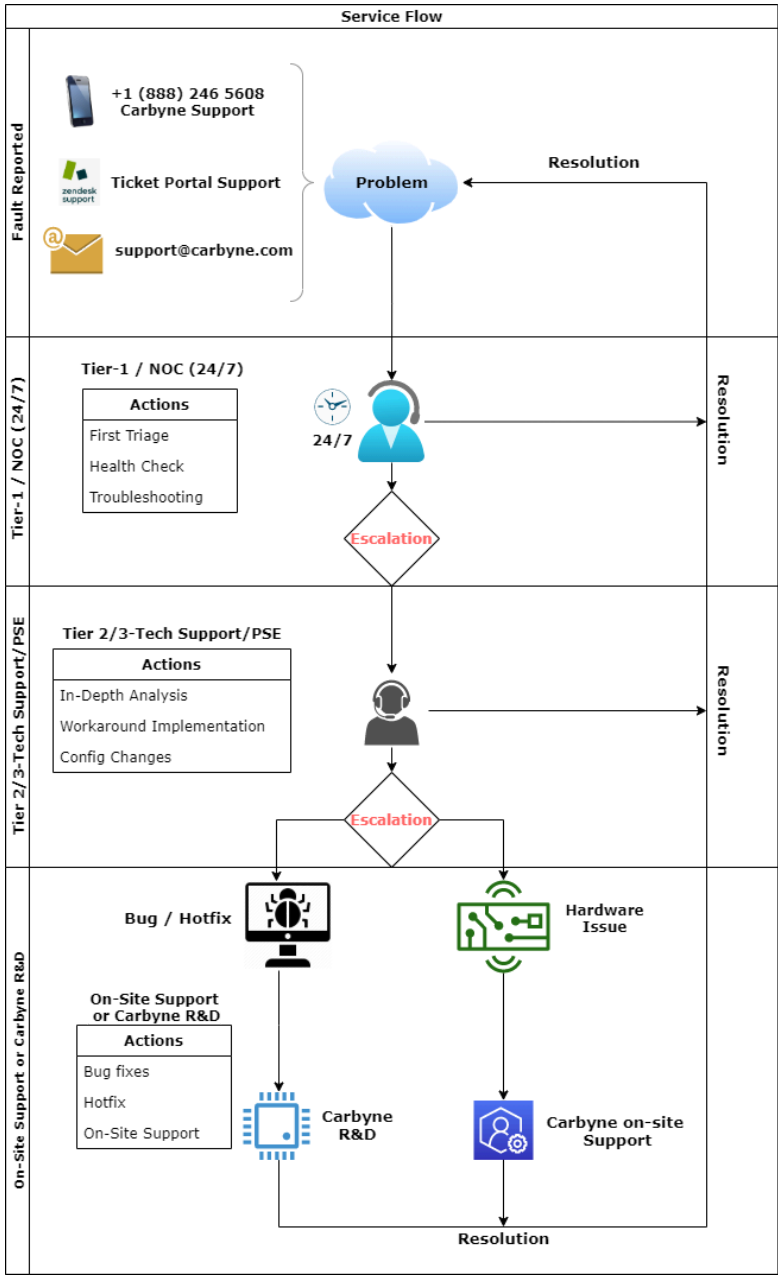 Service Flow
Fault Reported
+1 (888) 246 5608
Carbyne Support
zendesk
support
Ticket Portal Support
@
support@carbyne.com
Problem
Resolution
Tier-1 / NOC (24/7)
Tier-1 / NOC (24/7)
Actions
First Triage
Health Check
Troubleshooting
24/7
Resolution
Escalation
Tier 2/3-Tech Support/PSE
Tier 2/3-Tech Support/PSE
Actions
In-Depth Analysis
Workaround Implementation
Config Changes
Resolution
Escalation
On-Site Support or Carbyne R&D
Bug / Hotfix
Hardware
Issue
On-Site Support
or Carbyne R&D
Actions
Bug fixes
Hotfix
On-Site Support
Carbyne
R&D
Carbyne on-site
Support
Resolution